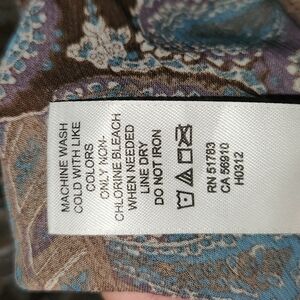 MACHINE WASH
COLD WITH LIKE
COLORS
ONLY NON-
CHLORINE BLEACH
WHEN NEEDED
LINE DRY
DO NOT IRON
RN 51783
CA 56910
H0312